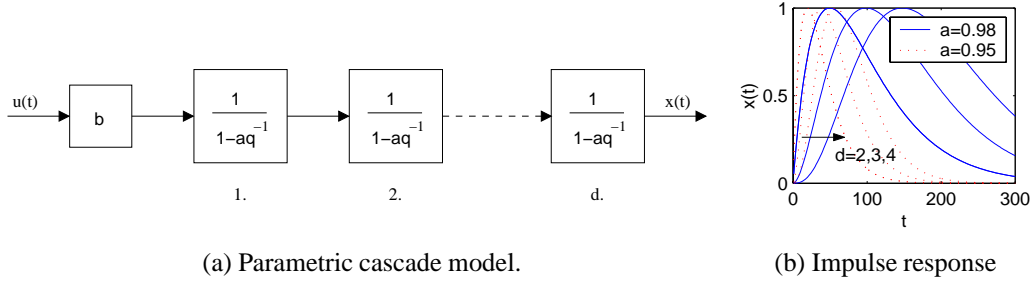 u(t)
b
1
1−aq⁻¹
1
1−aq⁻¹
1
1−aq⁻¹
x(t)
1.
2.
d.
(a) Parametric cascade model.
1
0.5
0
x(t)
a=0.98
a=0.95
d=2,3,4
0 100 200 300
t
(b) Impulse response